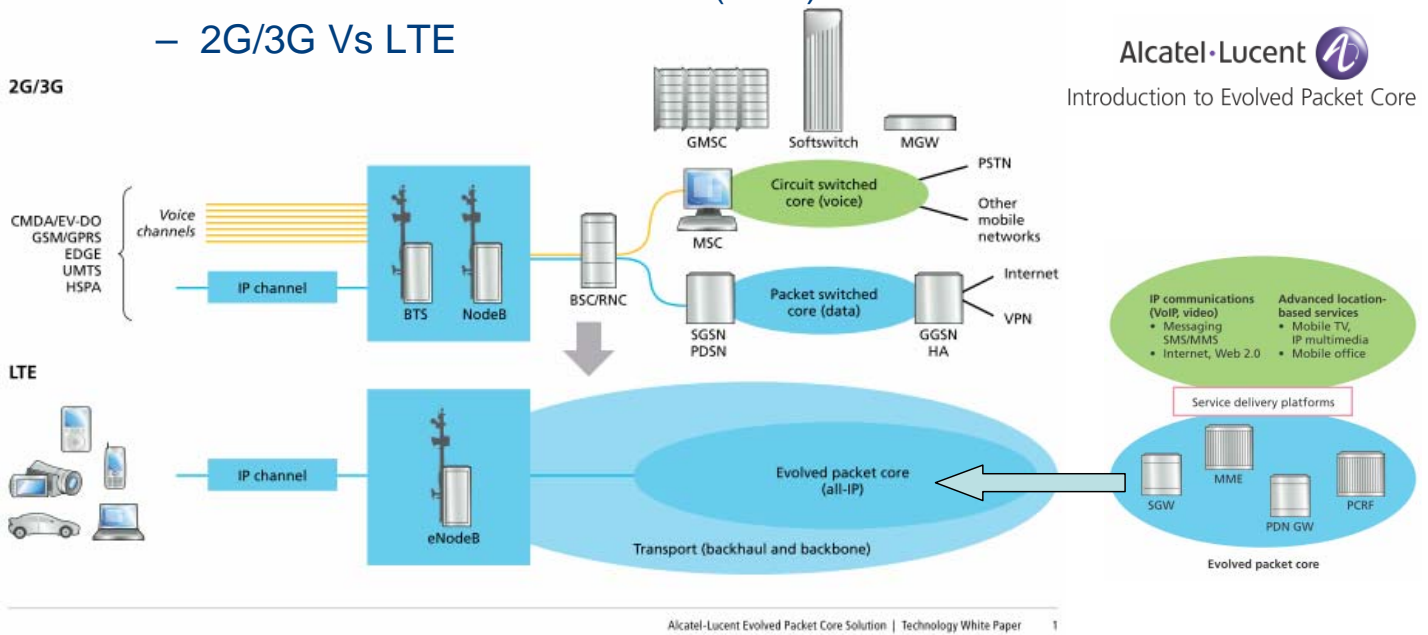 – 2G/3G Vs LTE
Alcatel·Lucent
Introduction to Evolved Packet Core
2G/3G
GMSC
Softswitch
MGW
CMDA/EV-DO
GSM/GPRS
EDGE
UMTS
HSPA
Voice
channels
IP channel
BTS
NodeB
BSC/RNC
MSC
Circuit switched
core (voice)
PSTN
Other
mobile
networks
SGSN
PDSN
Packet switched
core (data)
GGSN
HA
Internet
VPN
LTE
IP channel
eNodeB
Evolved packet core
(all-IP)
Transport (backhaul and backbone)
IP communications
(VoIP, video)
• Messaging
SMS/MMS
• Internet, Web 2.0
Advanced location-
based services
• Mobile TV,
IP multimedia
• Mobile office
Service delivery platforms
SGW
MME
PDN GW
PCRF
Evolved packet core
Alcatel-Lucent Evolved Packet Core Solution | Technology White Paper 1